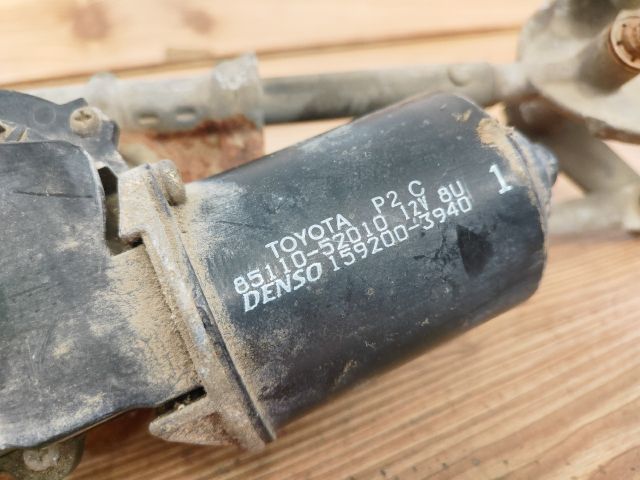 TOYOTA P2 C
85110-52010 12V 8U
DENSO 159200-3940
1